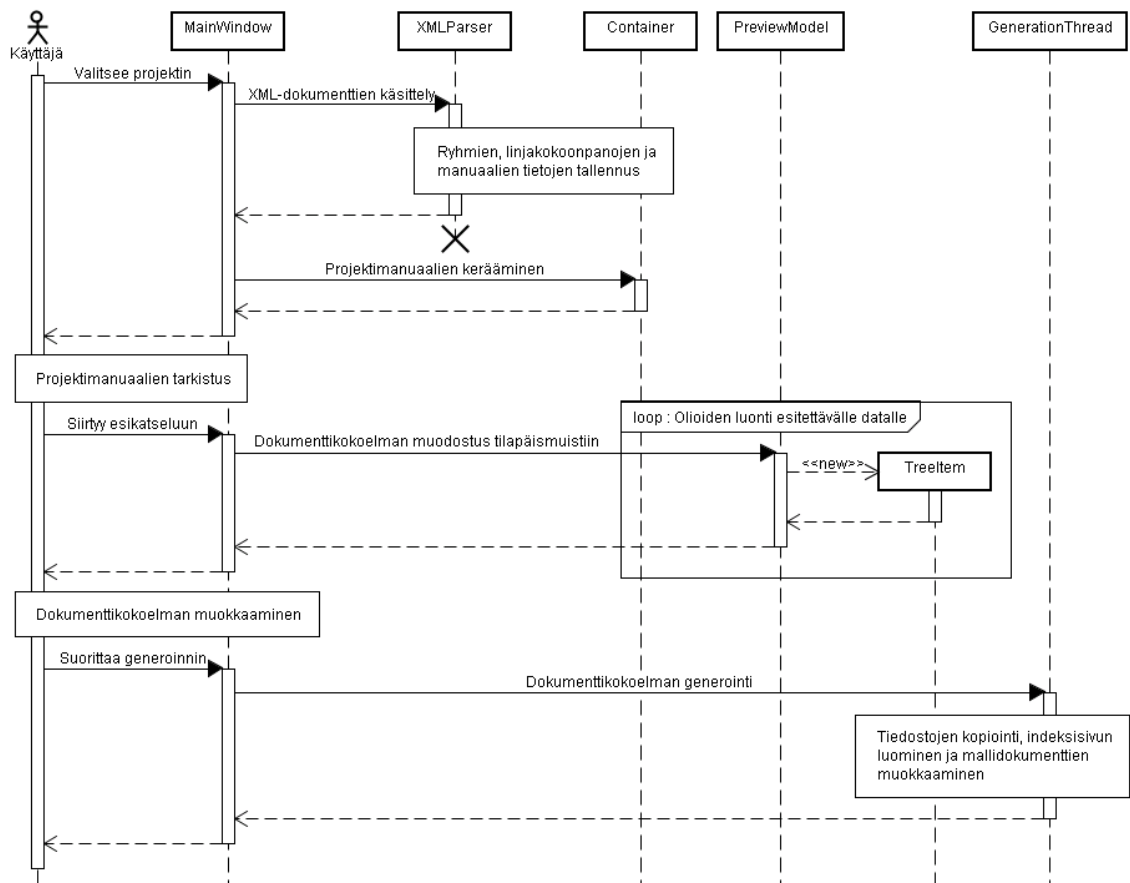 MainWindow
XMLParser
Container
PreviewModel
GenerationThread
Käyttäjä
Valitsee projektin
XML-dokumenttien käsittely
Ryhmien, linjakokoonpanojen ja
manuaalien tietojen tallennus
Projektimanuaalien kerääminen
Projektimanuaalien tarkistus
Siirtyy esikatseluun
loop : Olioiden luonti esitettävälle datalle
Dokumenttikokoelman muodostus tilapäismuistiin
<<new>>
TreeItem
Dokumenttikokoelman muokkaaminen
Suorittaa generoinnin
Dokumenttikokoelman generointi
Tiedostojen kopiointi, indeksisivun
luominen ja mallidokumenttien
muokkaaminen